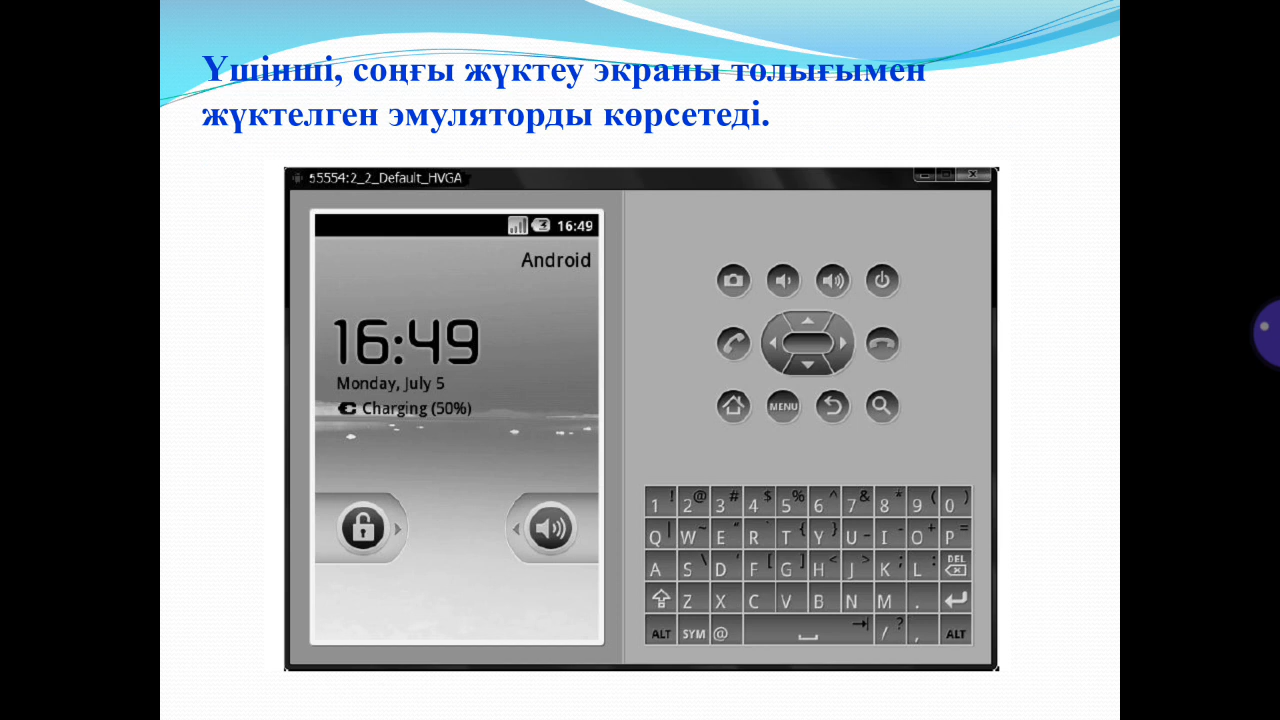 Үшінші, соңғы жүктеу экраны толығымен
жүктелген эмуляторды көрсетеді.
55554:2_2_Default_HVGA
16:49
Android
16:49
Monday, July 5
Charging (50%)
MENU
1 ! 2 @ 3 # 4 $ 5 % 6 ^ 7 & 8 * 9 ( 0 )
Q | W ~ E " R ` T { Y } U _ I - O + P =
A S \ D ' F [ G ] H < J > K ; L : DEL
Z X C V B N M .
ALT SYM @ / ? , ALT